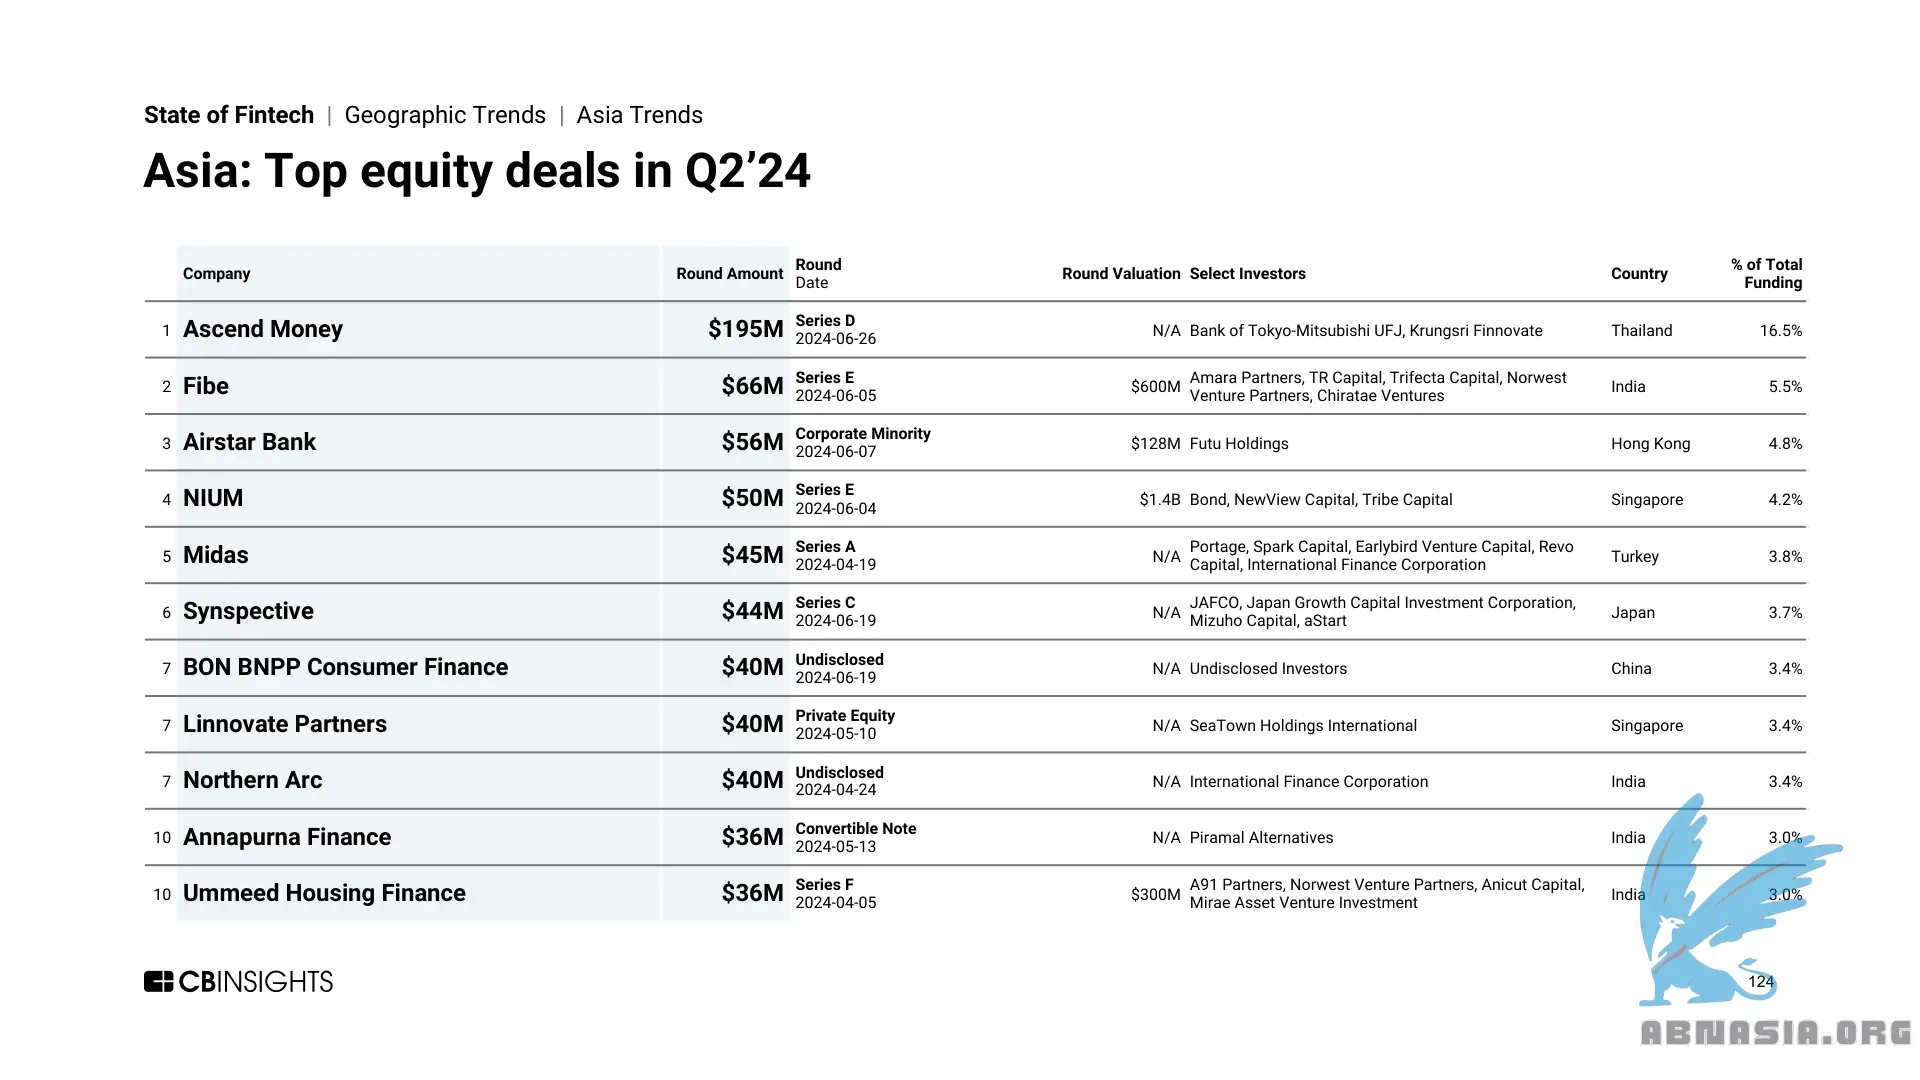 State of Fintech | Geographic Trends | Asia Trends
Asia: Top equity deals in Q2’24
Company Round Amount Round Date Round Valuation Select Investors Country % of Total Funding
1 Ascend Money $195M Series D 2024-06-26 N/A Bank of Tokyo-Mitsubishi UFJ, Krungsri Finnovate Thailand 16.5%
2 Fibe $66M Series E 2024-06-05 $600M Amara Partners, TR Capital, Trifecta Capital, Norwest Venture Partners, Chiratae Ventures India 5.5%
3 Airstar Bank $56M Corporate Minority 2024-06-07 $128M Futu Holdings Hong Kong 4.8%
4 NIUM $50M Series E 2024-06-04 $1.4B Bond, NewView Capital, Tribe Capital Singapore 4.2%
5 Midas $45M Series A 2024-04-19 N/A Portage, Spark Capital, Earlybird Venture Capital, Revo Capital, International Finance Corporation Turkey 3.8%
6 Synspective $44M Series C 2024-06-19 N/A JAFCO, Japan Growth Capital Investment Corporation, Mizuho Capital, aStart Japan 3.7%
7 BON BNPP Consumer Finance $40M Undisclosed 2024-06-19 N/A Undisclosed Investors China 3.4%
7 Linnovate Partners $40M Private Equity 2024-05-10 N/A SeaTown Holdings International Singapore 3.4%
7 Northern Arc $40M Undisclosed 2024-04-24 N/A International Finance Corporation India 3.4%
10 Annapurna Finance $36M Convertible Note 2024-05-13 N/A Piramal Alternatives India 3.0%
10 Ummeed Housing Finance $36M Series F 2024-04-05 $300M A91 Partners, Norwest Venture Partners, Anicut Capital, Mirae Asset Venture Investment India 3.0%
CBINSIGHTS
124
ABNASIA.ORG